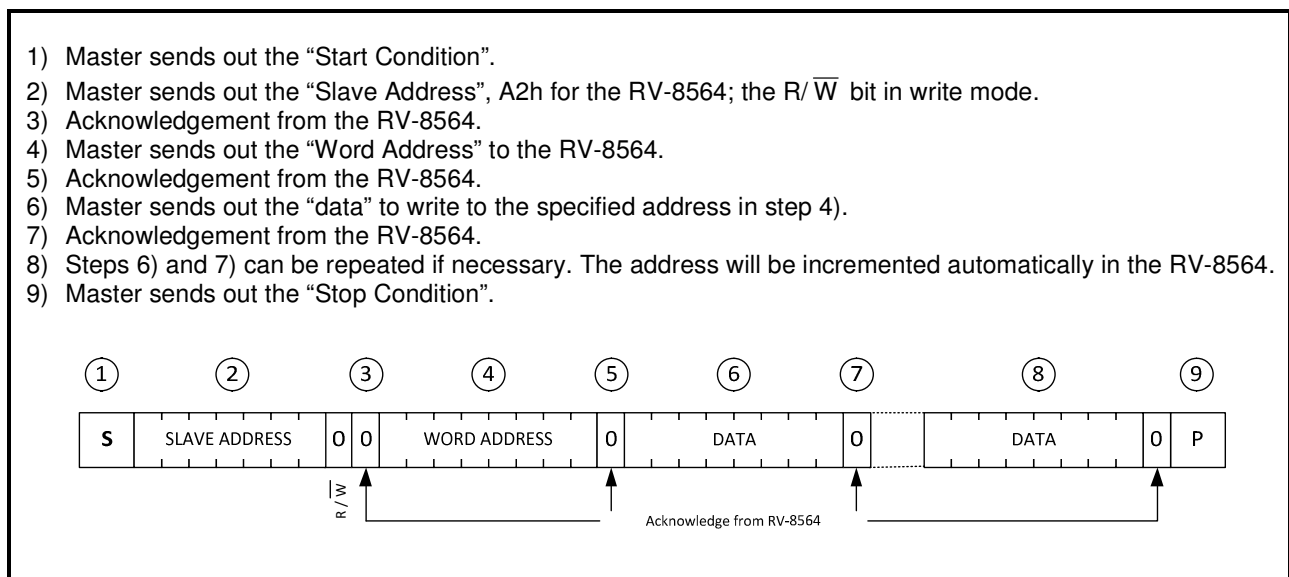 1) Master sends out the “Start Condition”.
2) Master sends out the “Slave Address”, A2h for the RV-8564; the R/ W̅ bit in write mode.
3) Acknowledgement from the RV-8564.
4) Master sends out the “Word Address” to the RV-8564.
5) Acknowledgement from the RV-8564.
6) Master sends out the “data” to write to the specified address in step 4).
7) Acknowledgement from the RV-8564.
8) Steps 6) and 7) can be repeated if necessary. The address will be incremented automatically in the RV-8564.
9) Master sends out the “Stop Condition”.
1 2 3 4 5 6 7 8 9
S SLAVE ADDRESS 0 0 WORD ADDRESS 0 DATA 0 DATA 0 P
R / W̅
Acknowledge from RV-8564